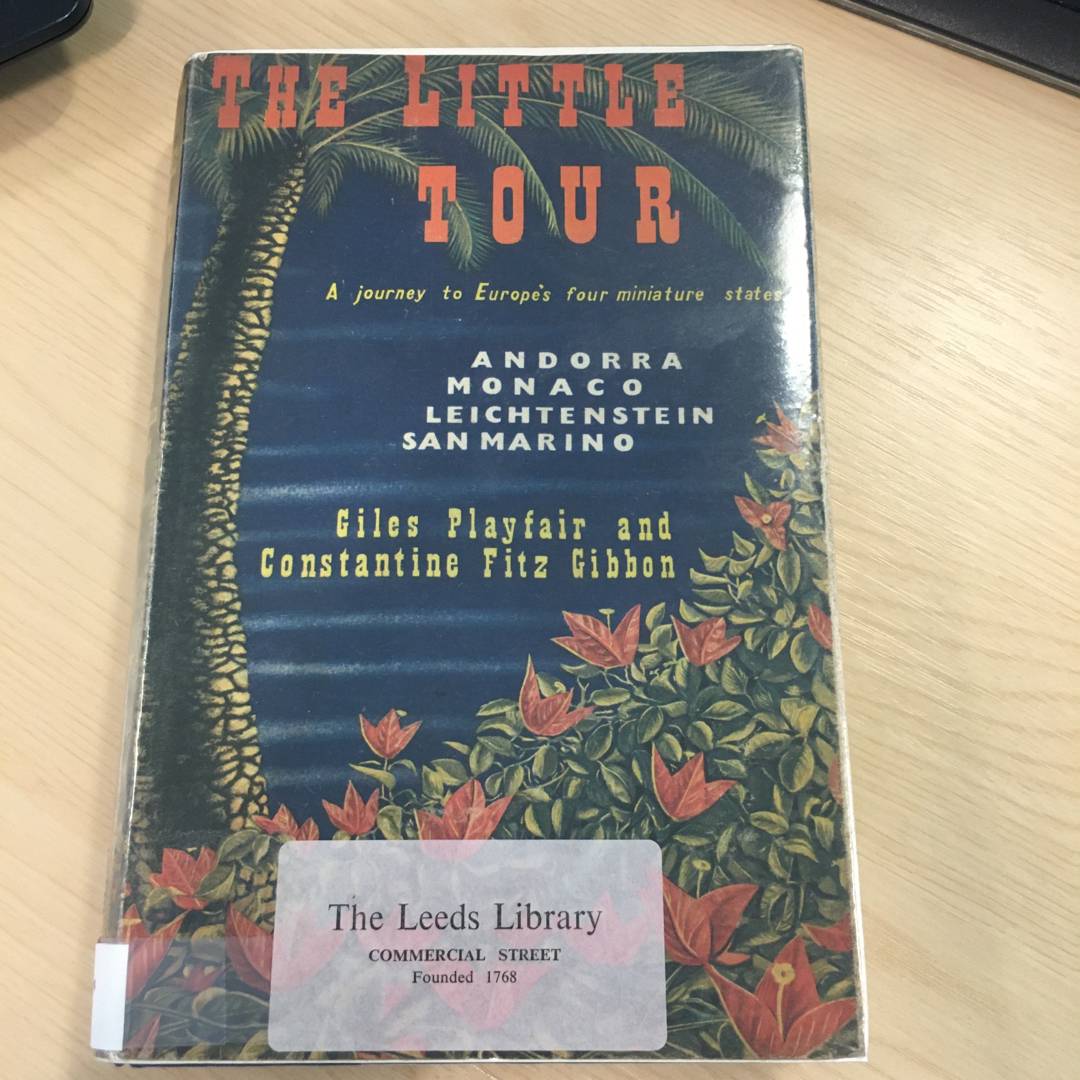 THE LITTLE
TOUR
A journey to Europe's four miniature states
ANDORRA
MONACO
LEICHTENSTEIN
SAN MARINO
Giles Playfair and
Constantine Fitz Gibbon
The Leeds Library
COMMERCIAL STREET
Founded 1768